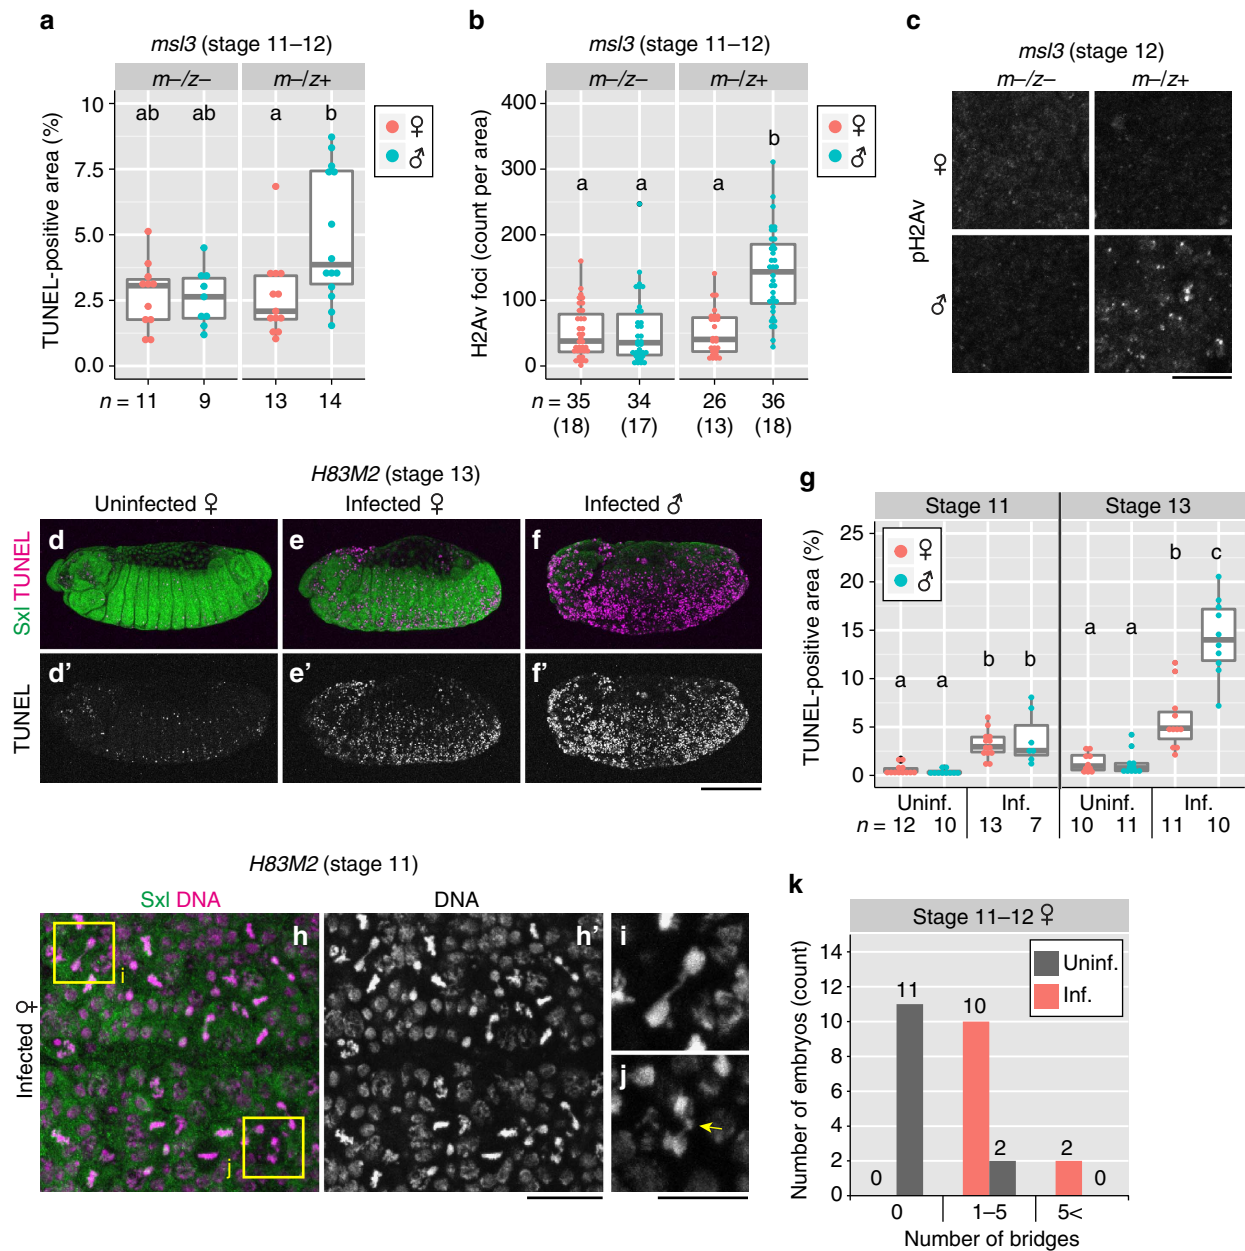 a
msl3 (stage 11–12)
m–/z– m–/z+
TUNEL-positive area (%)
10
7.5
5.0
2.5
0.0
ab ab a b
♀
♂
n = 11 9 13 14
b
msl3 (stage 11–12)
m–/z– m–/z+
H2Av foci (count per area)
400
300
200
100
0
a a a b
♀
♂
n = 35 34 26 36
(18) (17) (13) (18)
c
msl3 (stage 12)
m–/z– m–/z+
pH2Av
♀
♂
H83M2 (stage 13)
Uninfected ♀ Infected ♀ Infected ♂
Sxl TUNEL
d e f
TUNEL
d’ e’ f’
g
Stage 11 Stage 13
TUNEL-positive area (%)
25
20
15
10
5
0
♀
♂
a a b b a a b c
Uninf. Inf. Uninf. Inf.
n = 12 10 13 7 10 11 11 10
H83M2 (stage 11)
Sxl DNA DNA
Infected ♀
h h’ i
i
j
j
k
Stage 11–12 ♀
Number of embryos (count)
14
12
10
8
6
4
2
0
Uninf.
Inf.
0 11 10 2 2 0
0 1–5 5<
Number of bridges